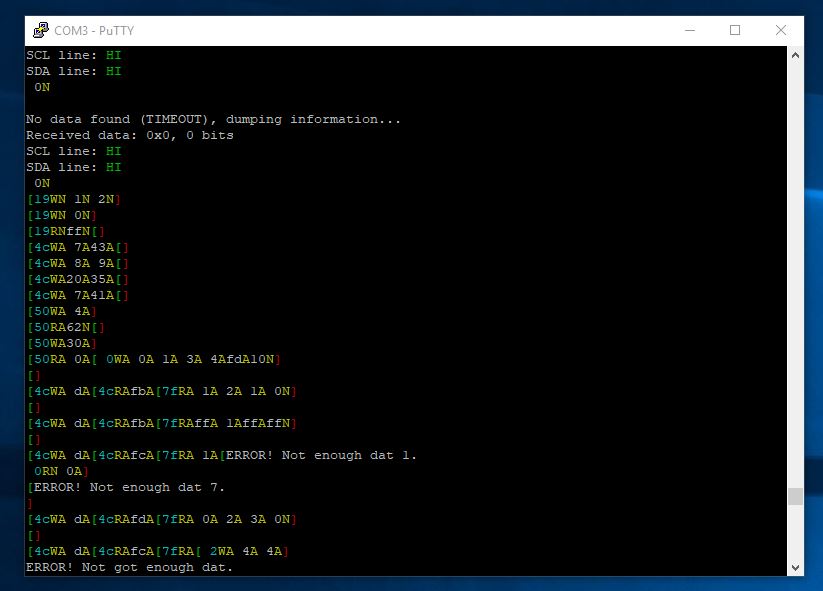 COM3 - PuTTY
SCL line: HI
SDA line: HI
 0N
No data found (TIMEOUT), dumping information...
Received data: 0x0, 0 bits
SCL line: HI
SDA line: HI
 0N
[19WN 1N 2N]
[19WN 0N]
[19RNffN[]
[4cWA 7A43A[]
[4cWA 8A 9A[]
[4cWA20A35A[]
[4cWA 7A41A[]
[50WA 4A]
[50RA62N[]
[50WA30A]
[50RA 0A[ 0WA 0A 1A 3A 4AfdA10N]
[]
[4cWA dA[4cRAfbA[7fRA 1A 2A 1A 0N]
[]
[4cWA dA[4cRAfbA[7fRAffA 1AffAffN]
[]
[4cWA dA[4cRAfcA[7fRA 1A[ERROR! Not enough dat 1.
 0RN 0A]
[ERROR! Not enough dat 7.
]
[4cWA dA[4cRAfdA[7fRA 0A 2A 3A 0N]
[]
[4cWA dA[4cRAfcA[7fRA[ 2WA 4A 4A]
ERROR! Not got enough dat.